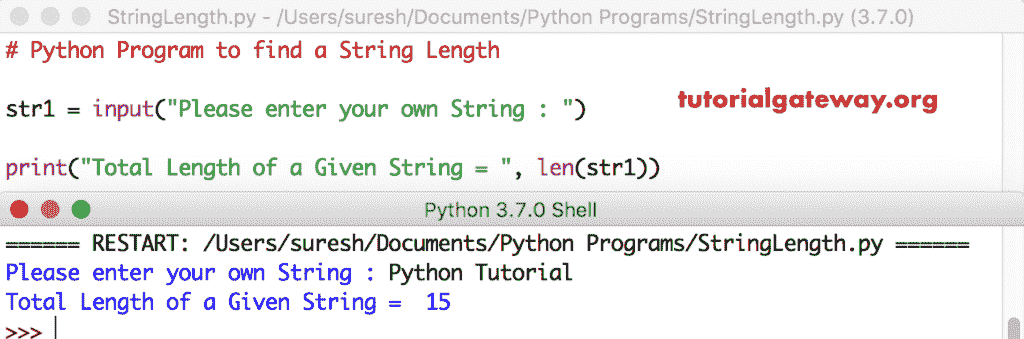 StringLength.py - /Users/suresh/Documents/Python Programs/StringLength.py (3.7.0)
# Python Program to find a String Length
str1 = input("Please enter your own String : ")
tutorialgateway.org
print("Total Length of a Given String = ", len(str1))
Python 3.7.0 Shell
====== RESTART: /Users/suresh/Documents/Python Programs/StringLength.py ======
Please enter your own String : Python Tutorial
Total Length of a Given String =  15
>>>